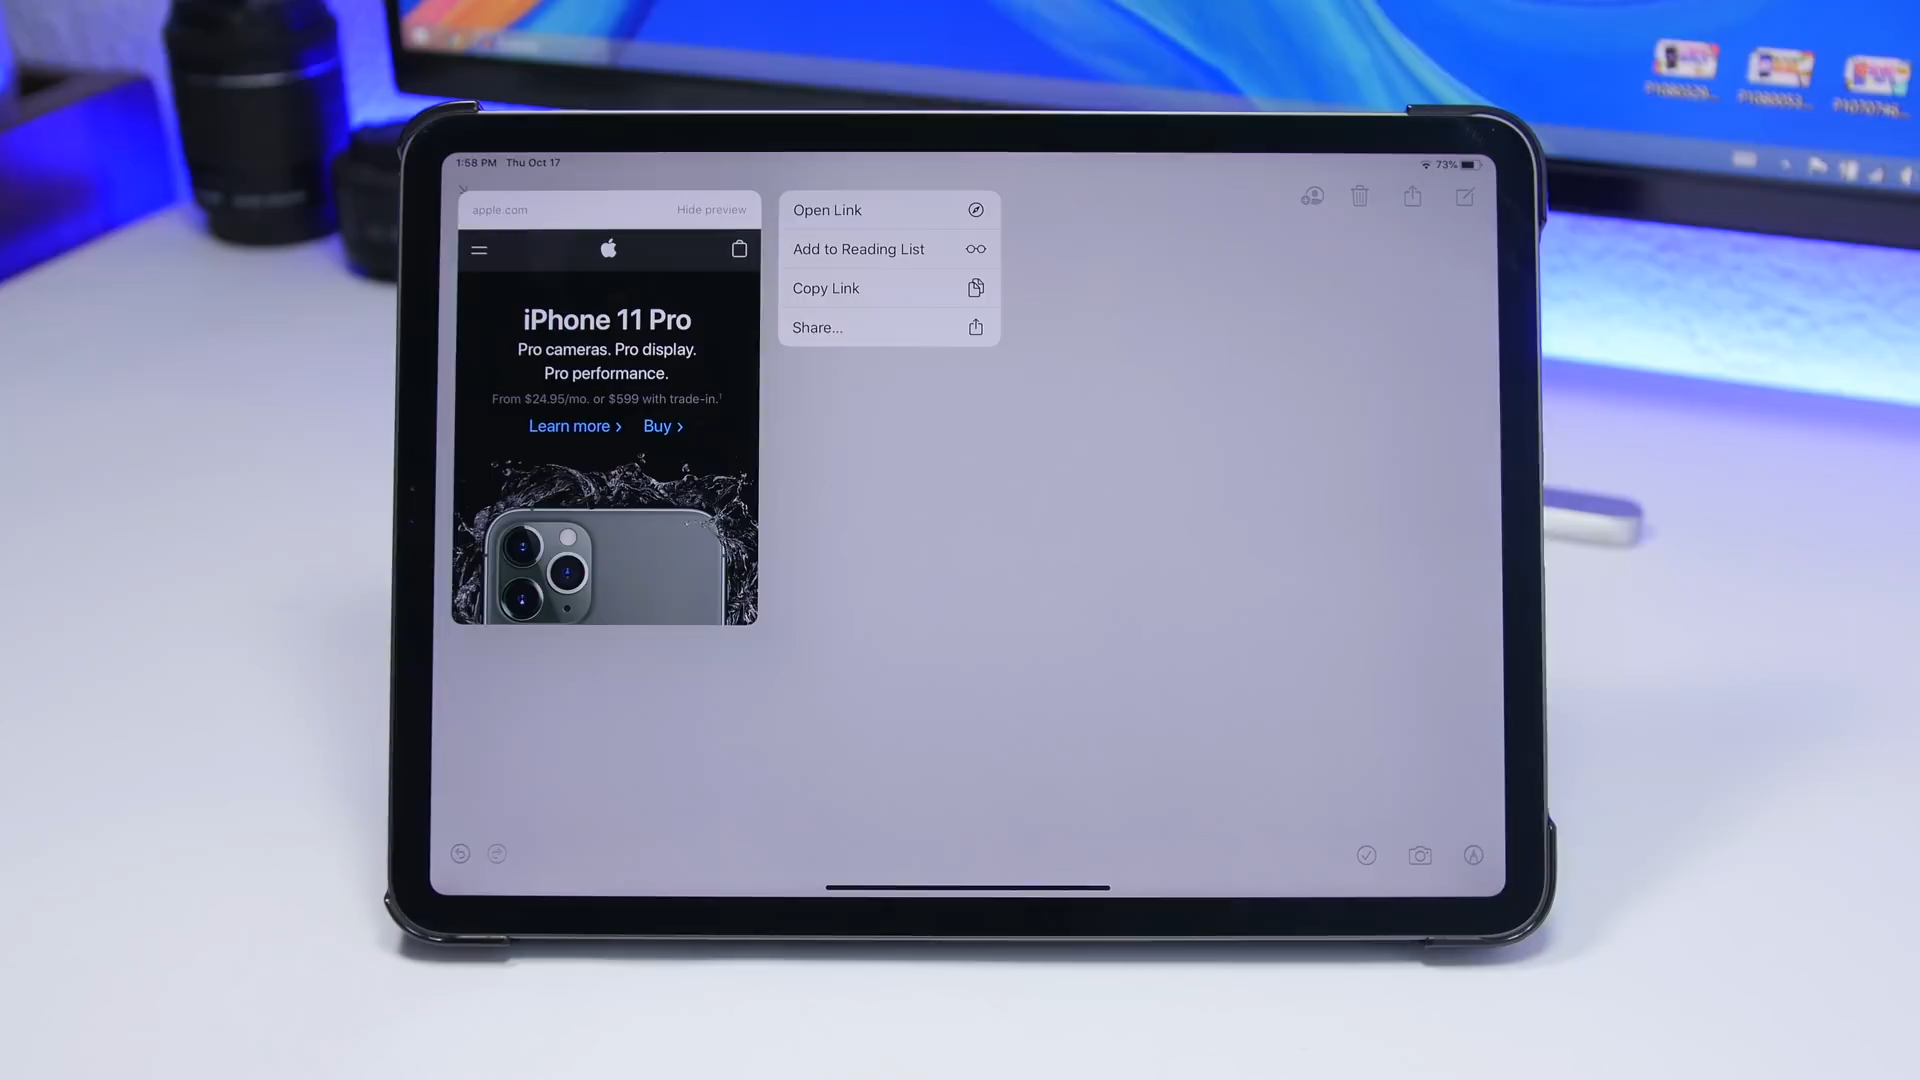 1:58 PM Thu Oct 17
73%
apple.com Hide preview
iPhone 11 Pro
Pro cameras. Pro display.
Pro performance.
From $24.95/mo. or $599 with trade-in.¹
Learn more › Buy ›
Open Link
Add to Reading List
Copy Link
Share...